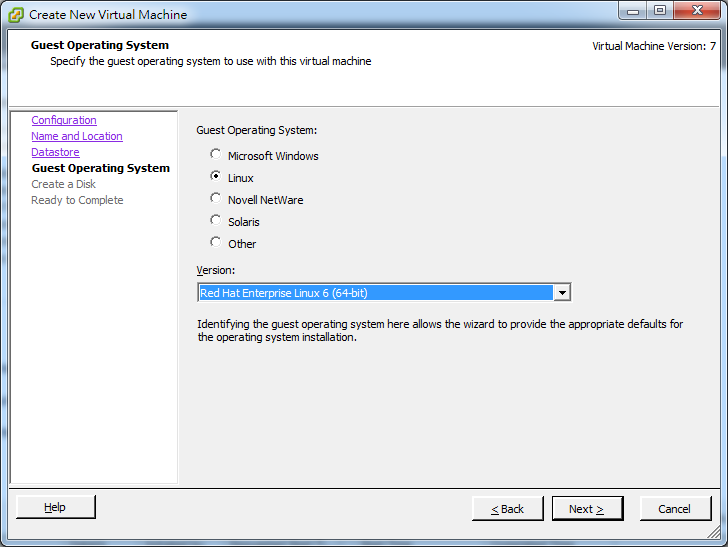 Create New Virtual Machine
Guest Operating System
Virtual Machine Version: 7
Specify the guest operating system to use with this virtual machine
Configuration
Name and Location
Datastore
Guest Operating System
Create a Disk
Ready to Complete
Guest Operating System:
Microsoft Windows
Linux
Novell NetWare
Solaris
Other
Version:
Red Hat Enterprise Linux 6 (64-bit)
Identifying the guest operating system here allows the wizard to provide the appropriate defaults for
the operating system installation.
Help
< Back
Next >
Cancel